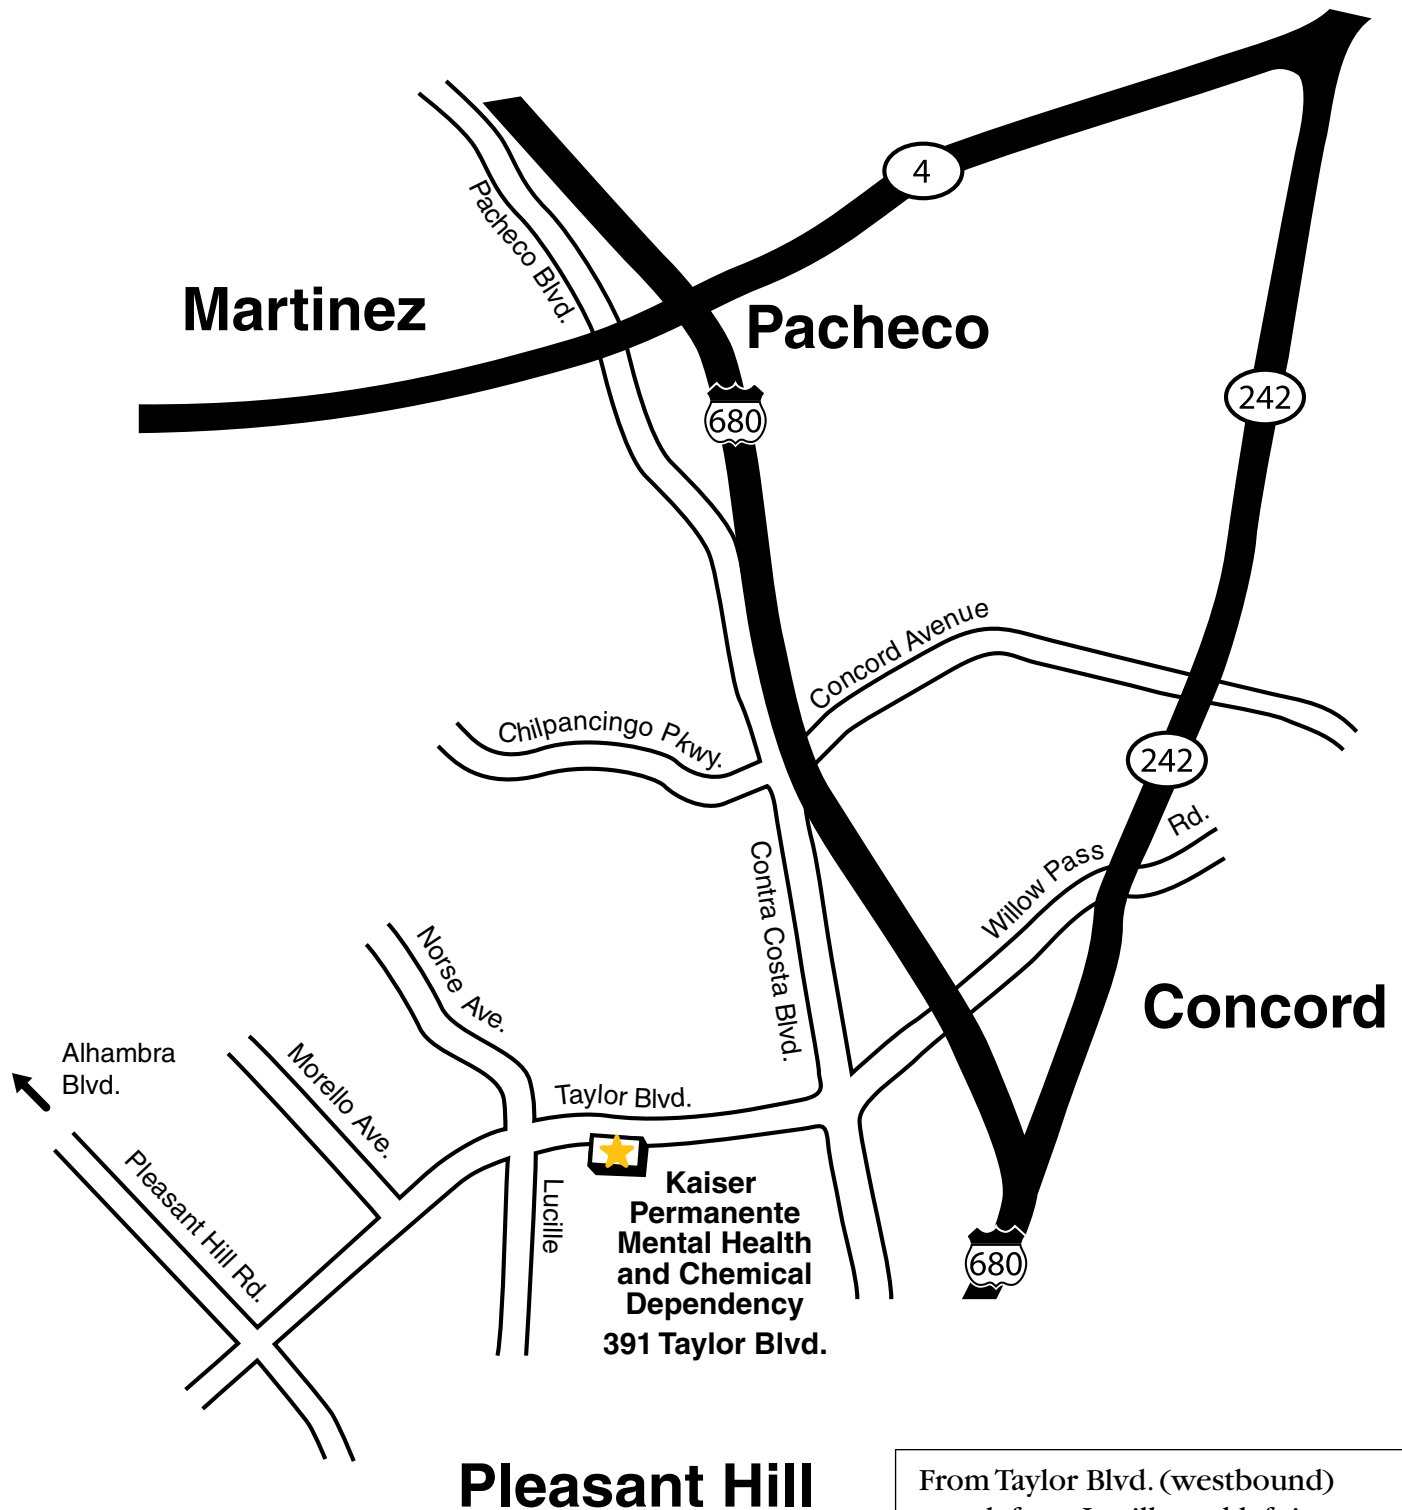 4
Pacheco Blvd.
Martinez
Pacheco
680
242
Concord Avenue
Chilpancingo Pkwy.
242
Willow Pass Rd.
Contra Costa Blvd.
Norse Ave.
Concord
Alhambra
Blvd.
Morello Ave.
Taylor Blvd.
Pleasant Hill Rd.
Lucille
Kaiser
Permanente
Mental Health
and Chemical
Dependency
391 Taylor Blvd.
680
Pleasant Hill
From Taylor Blvd. (westbound)